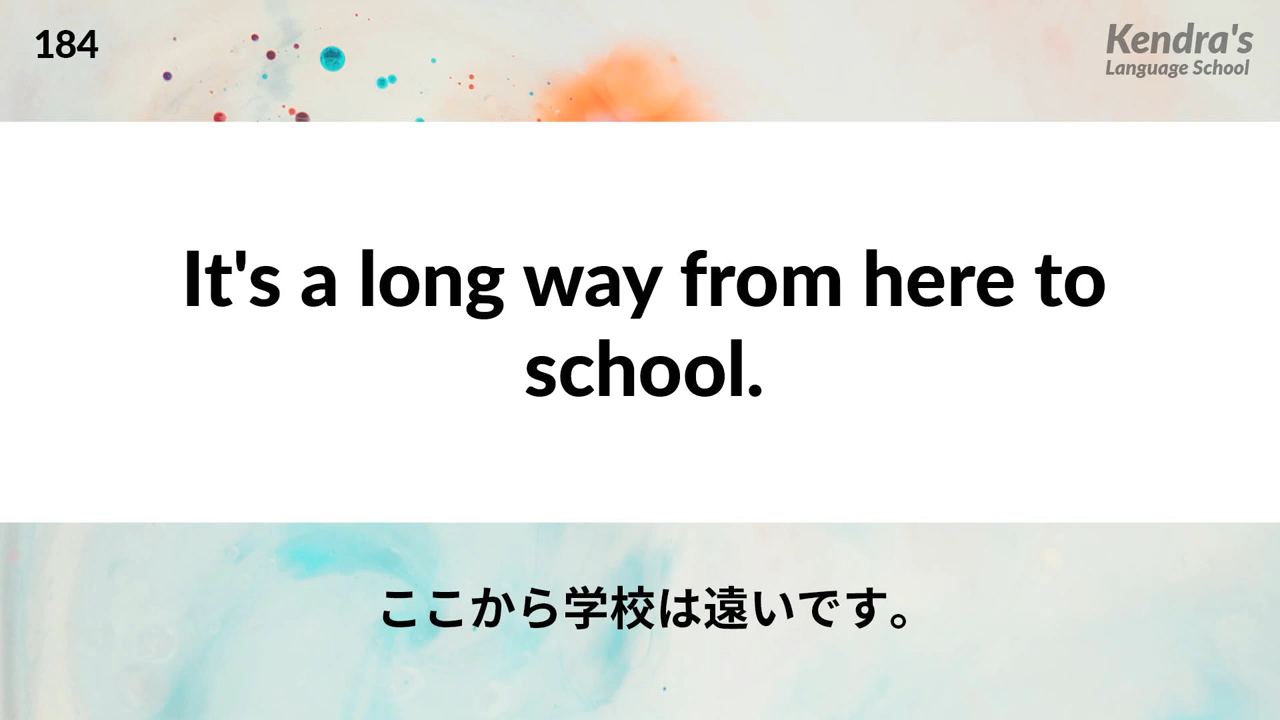 184
Kendra's
Language School
It's a long way from here to
school.
ここから学校は遠いです。